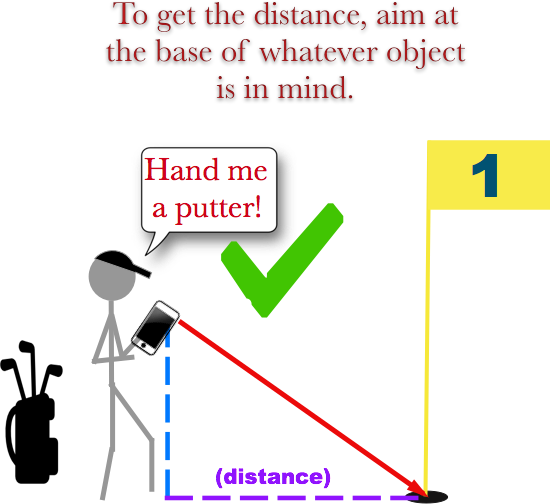 To get the distance, aim at
the base of whatever object
is in mind.
Hand me
a putter!
1
(distance)